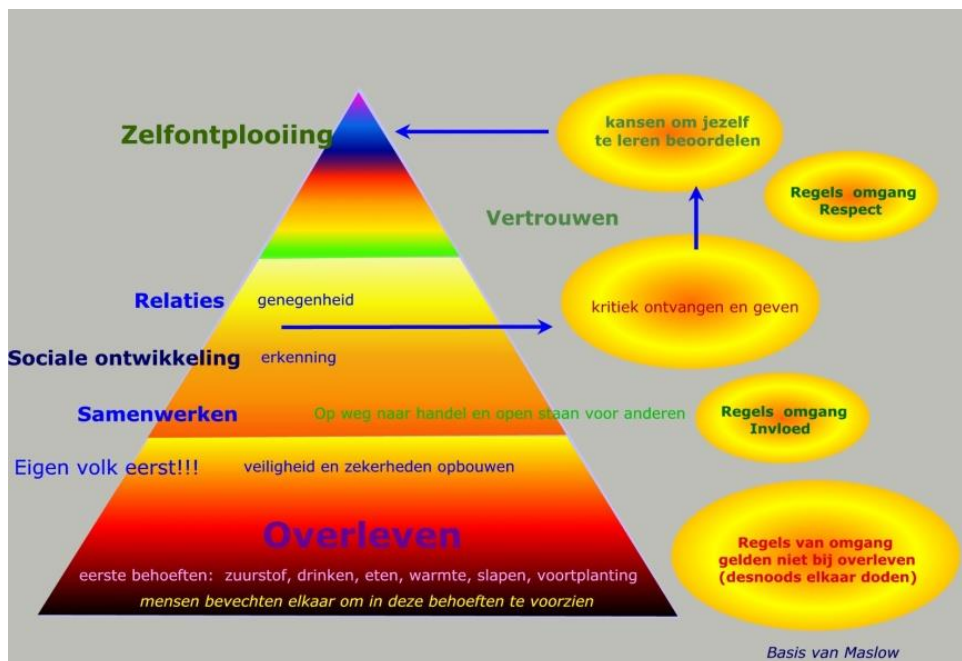 kansen om jezelf
te leren beoordelen
Zelfontplooiing
Regels omgang
Respect
Vertrouwen
Relaties
genegenheid
kritiek ontvangen en geven
Sociale ontwikkeling
erkenning
Samenwerken
Op weg naar handel en open staan voor anderen
Regels omgang
Invloed
Eigen volk eerst!!!
veiligheid en zekerheden opbouwen
Overleven
Regels van omgang
gelden niet bij overleven
(desnoods elkaar doden)
eerste behoeften: zuurstof, drinken, eten, warmte, slapen, voortplanting
mensen bevechten elkaar om in deze behoeften te voorzien
Basis van Maslow